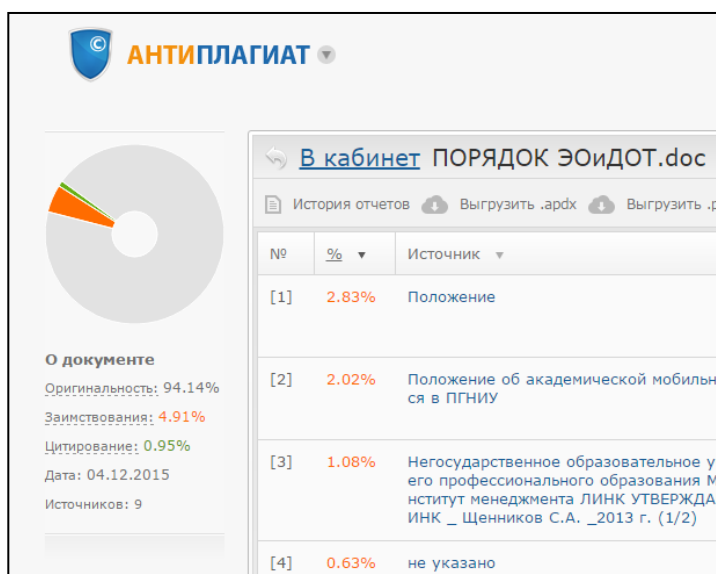 ©
АНТИПЛАГИАТ
О документе
Оригинальность: 94.14%
Заимствования: 4.91%
Цитирование: 0.95%
Дата: 04.12.2015
Источников: 9
В кабинет ПОРЯДОК ЭОиДОТ.doc
История отчетов Выгрузить .apdx Выгрузить .p
№ % Источник
[1] 2.83% Положение
[2] 2.02% Положение об академической мобильн
ся в ПГНИУ
[3] 1.08% Негосударственное образовательное у
его профессионального образования М
нститут менеджмента ЛИНК УТВЕРЖДА
ИНК _ Щенников С.А. _2013 г. (1/2)
[4] 0.63% не указано